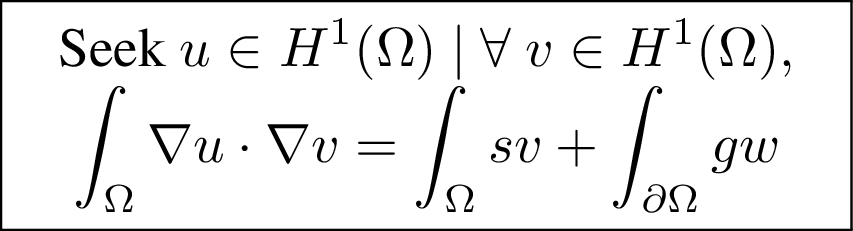 Seek u ∈ H¹(Ω) | ∀ v ∈ H¹(Ω),
∫_Ω ∇u · ∇v = ∫_Ω sv + ∫_∂Ω gw